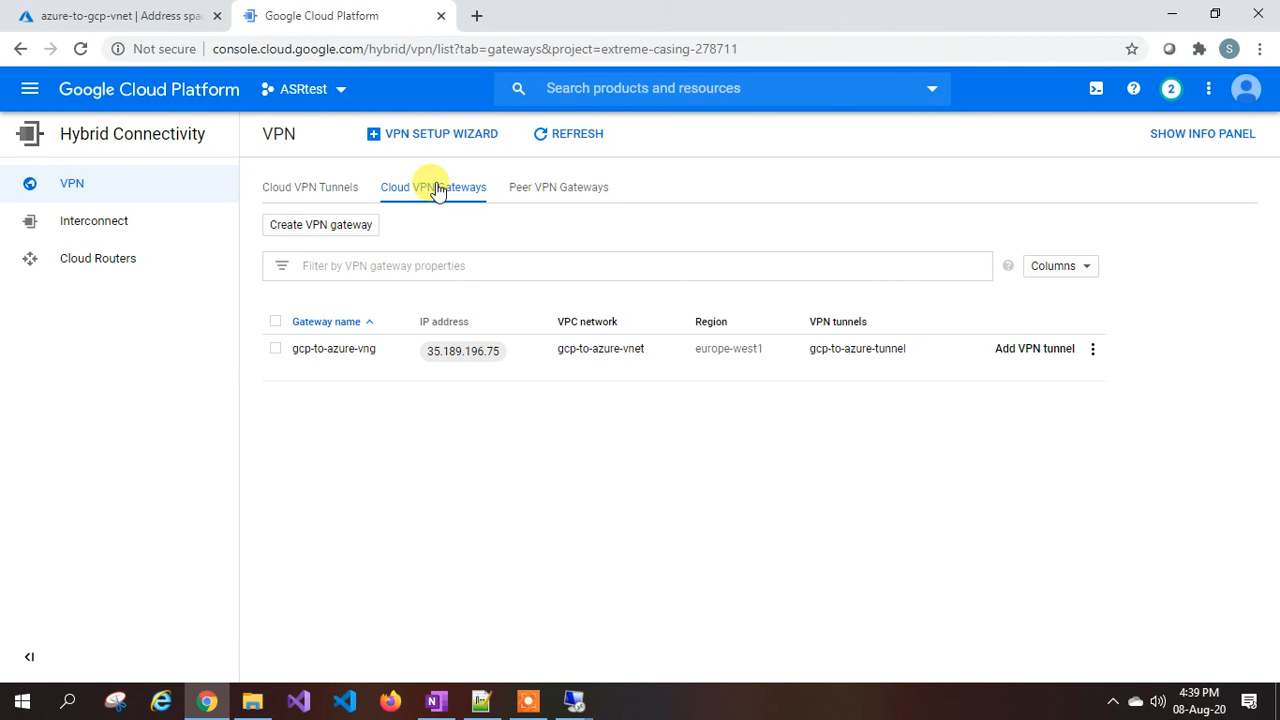 azure-to-gcp-vnet | Address spac
Google Cloud Platform
Not secure
console.cloud.google.com/hybrid/vpn/list?tab=gateways&project=extreme-casing-278711
S
Google Cloud Platform
ASRtest
Search products and resources
2
Hybrid Connectivity
VPN
VPN SETUP WIZARD
REFRESH
SHOW INFO PANEL
VPN
Interconnect
Cloud Routers
Cloud VPN Tunnels
Cloud VPN Gateways
Peer VPN Gateways
Create VPN gateway
Filter by VPN gateway properties
Columns
Gateway name
IP address
VPC network
Region
VPN tunnels
gcp-to-azure-vng
35.189.196.75
gcp-to-azure-vnet
europe-west1
gcp-to-azure-tunnel
Add VPN tunnel
4:39 PM
08-Aug-20